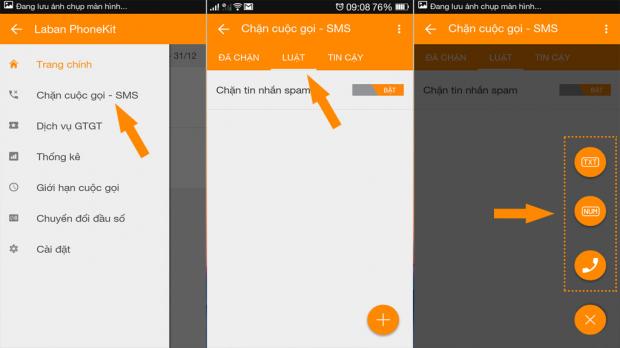 Đang lưu ảnh chụp màn hình...
Laban PhoneKit
- 31/12
Trang chính
Chặn cuộc gọi - SMS
Dịch vụ GTGT
Thống kê
Giới hạn cuộc gọi
Chuyển đổi đầu số
Cài đặt
09:08 76%
Chặn cuộc gọi - SMS
ĐÃ CHẶN LUẬT TIN CẬY
Chặn tin nhắn spam BẬT
Đang lưu ảnh chụp màn hình...
Chặn cuộc gọi - SMS
ĐÃ CHẶN LUẬT TIN CẬY
Chặn tin nhắn spam BẬT
TXT
NUM